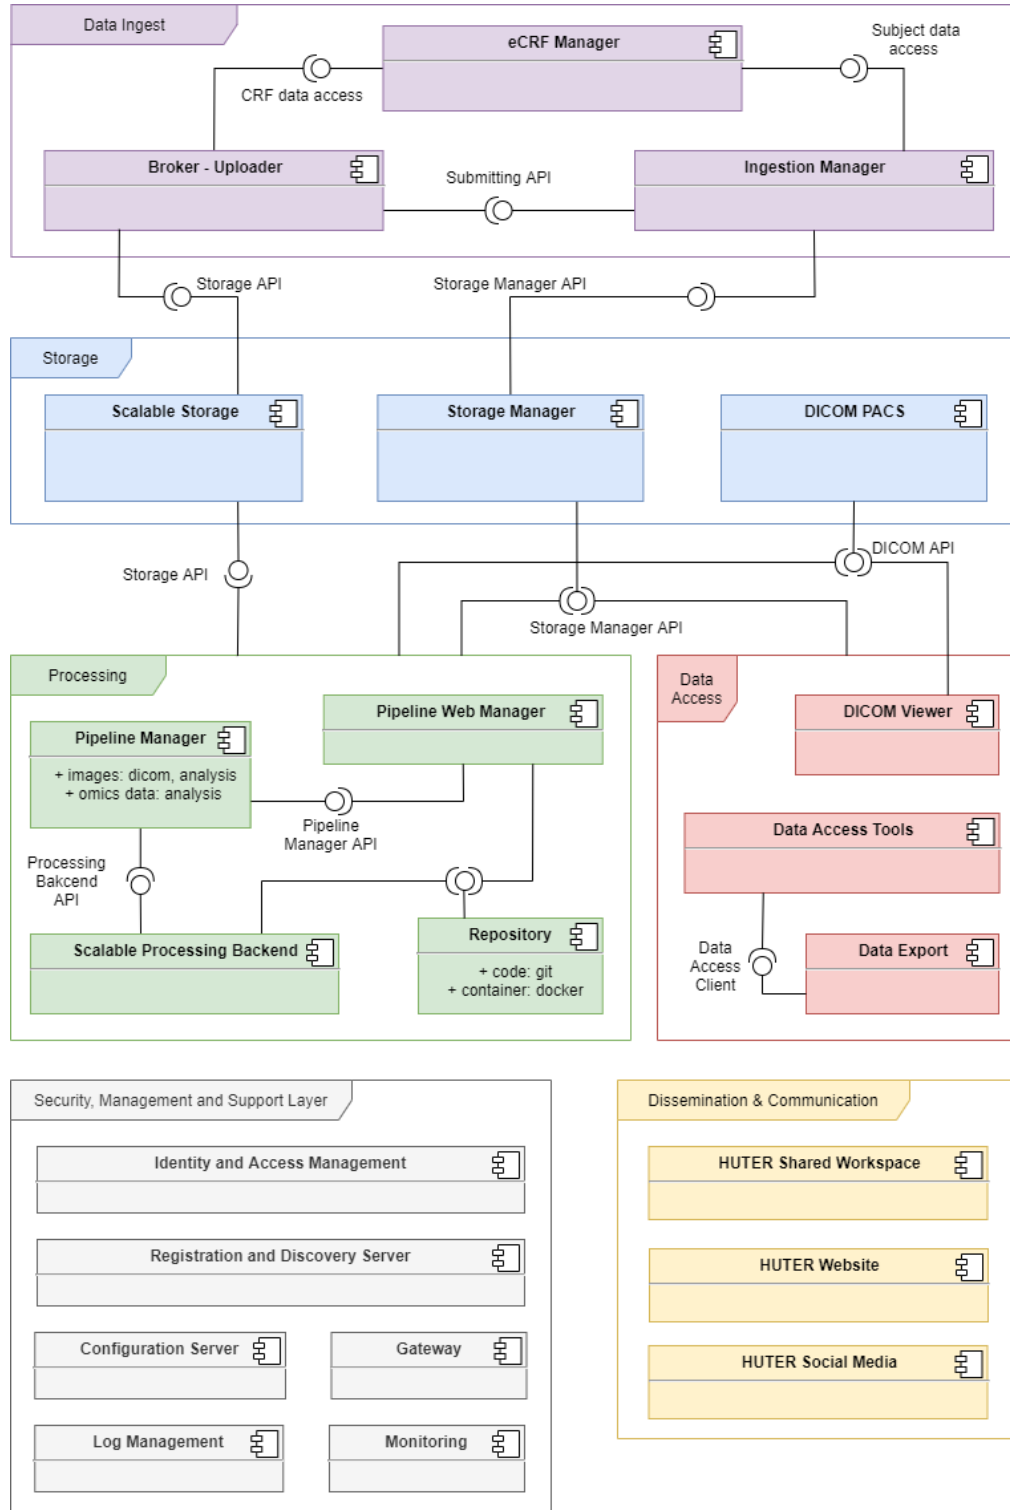 Data Ingest
eCRF Manager
Subject data
access
CRF data access
Broker - Uploader
Submitting API
Ingestion Manager
Storage API
Storage Manager API
Storage
Scalable Storage
Storage Manager
DICOM PACS
DICOM API
Storage API
Storage Manager API
Processing
Data
Access
Pipeline Web Manager
DICOM Viewer
Pipeline Manager
+ images: dicom, analysis
+ omics data: analysis
Pipeline
Manager API
Data Access Tools
Processing
Bakcend
API
Scalable Processing Backend
Repository
+ code: git
+ container: docker
Data
Access
Client
Data Export
Security, Management and Support Layer
Identity and Access Management
Registration and Discovery Server
Configuration Server
Gateway
Log Management
Monitoring
Dissemination & Communication
HUTER Shared Workspace
HUTER Website
HUTER Social Media